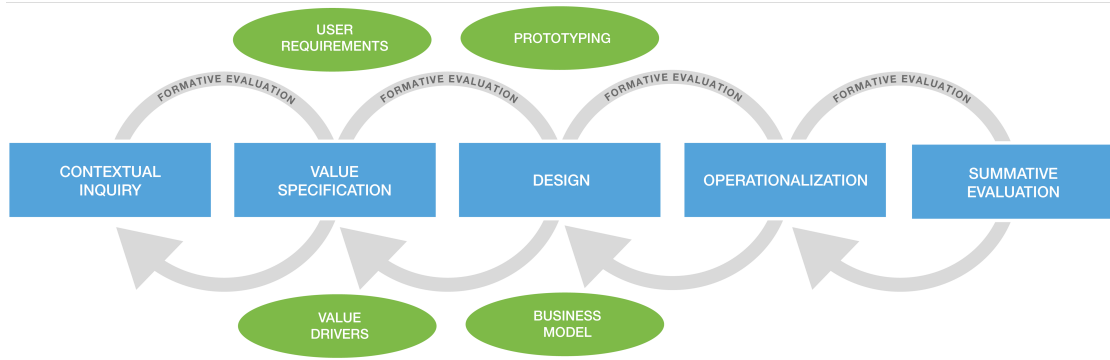 USER
REQUIREMENTS
PROTOTYPING
FORMATIVE EVALUATION
FORMATIVE EVALUATION
FORMATIVE EVALUATION
FORMATIVE EVALUATION
CONTEXTUAL
INQUIRY
VALUE
SPECIFICATION
DESIGN
OPERATIONALIZATION
SUMMATIVE
EVALUATION
VALUE
DRIVERS
BUSINESS
MODEL